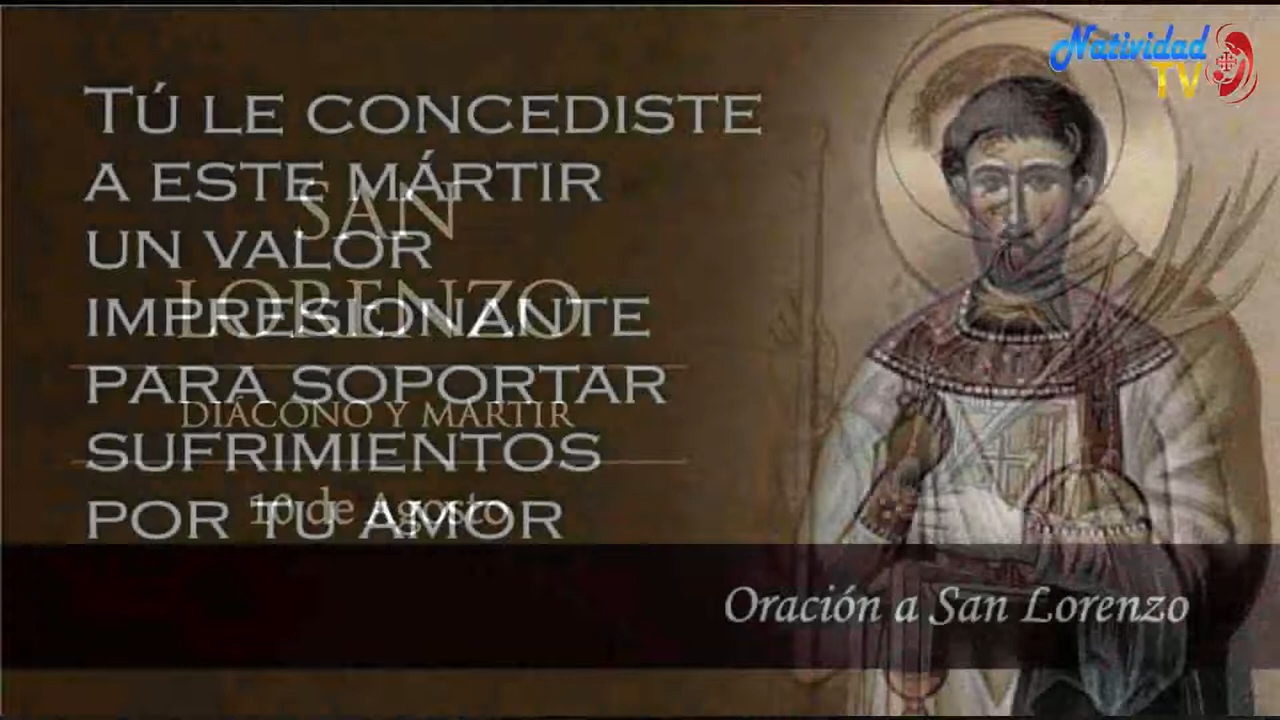 Natividad
TV
TÚ LE CONCEDISTE
A ESTE MÁRTIR
UN VALOR
IMPRESIONANTE
PARA SOPORTAR
SUFRIMIENTOS
POR TU AMOR
SAN
LORENZO
DIÁCONO Y MÁRTIR
10 de Agosto
Oración a San Lorenzo